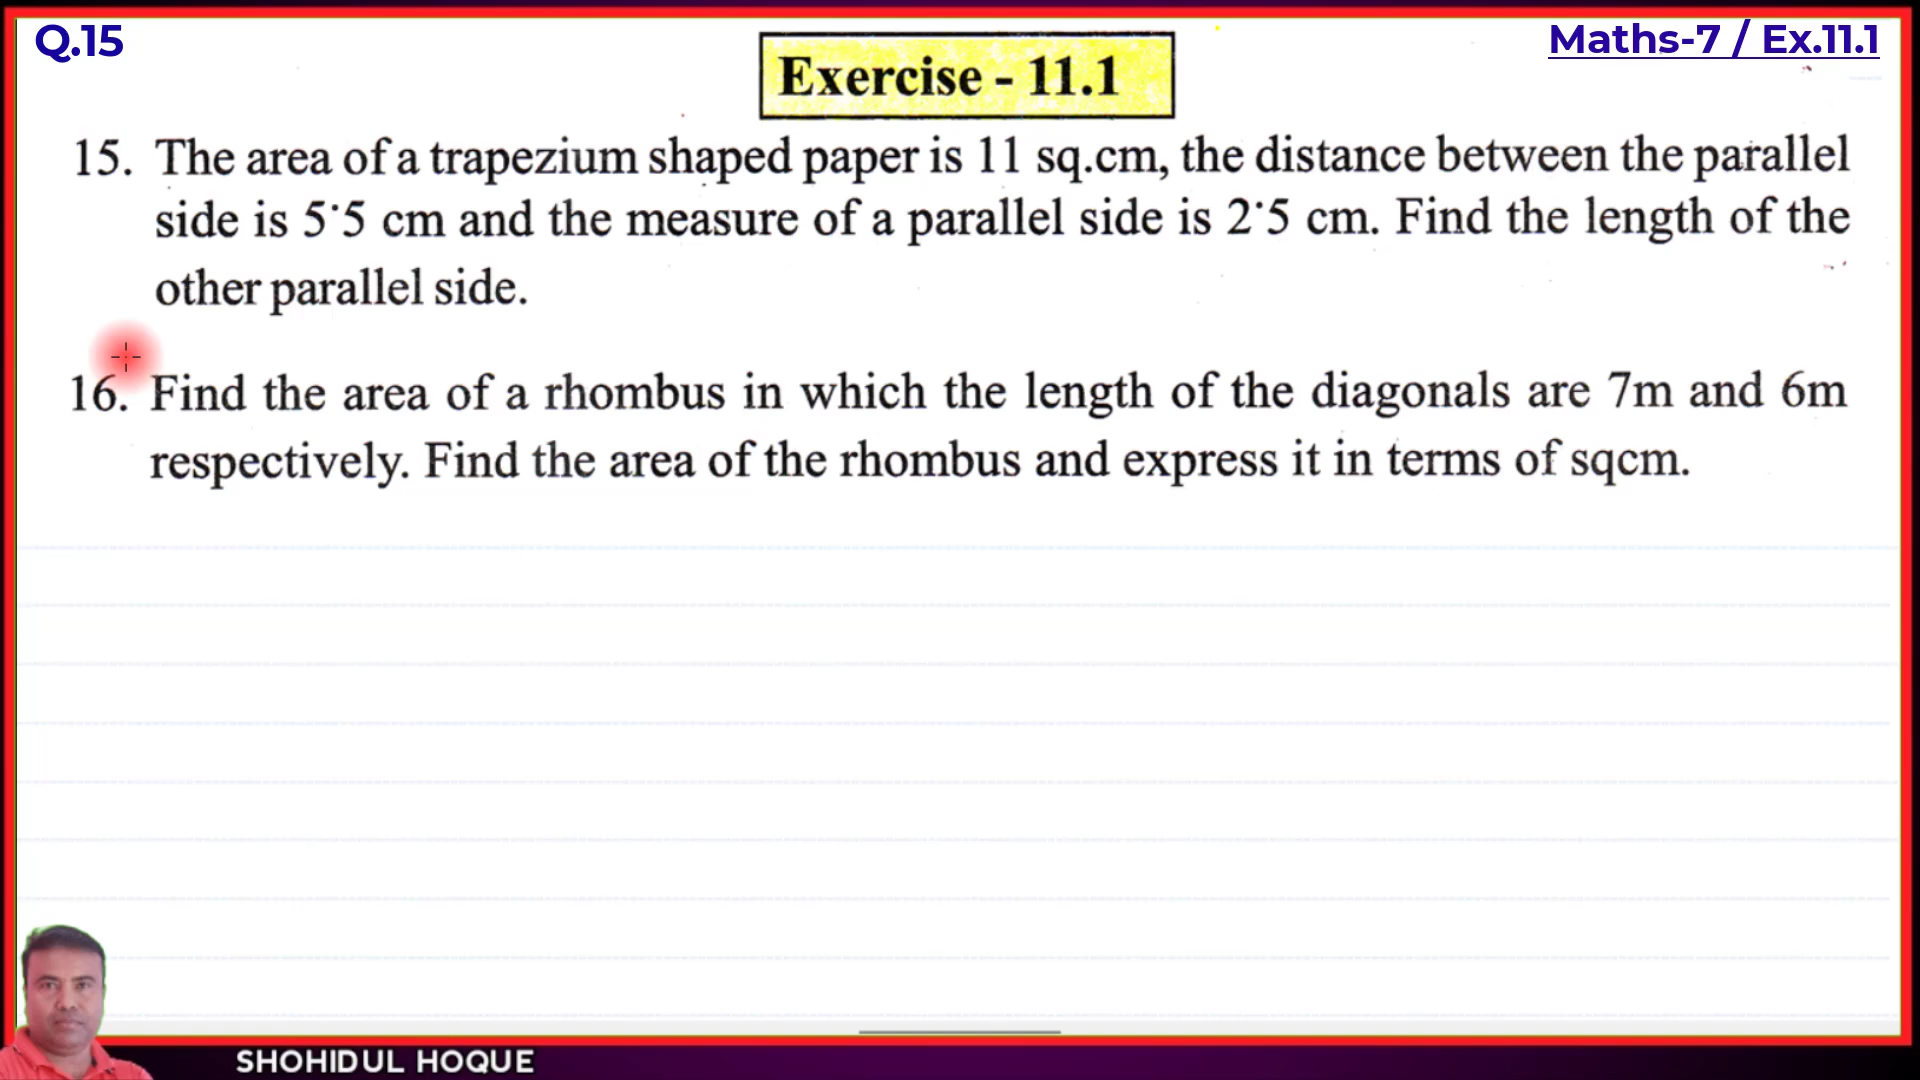 Q.15
Maths-7 / Ex.11.1
Exercise - 11.1
15. The area of a trapezium shaped paper is 11 sq.cm, the distance between the parallel
side is 5·5 cm and the measure of a parallel side is 2·5 cm. Find the length of the
other parallel side.
16. Find the area of a rhombus in which the length of the diagonals are 7m and 6m
respectively. Find the area of the rhombus and express it in terms of sqcm.
SHOHIDUL HOQUE